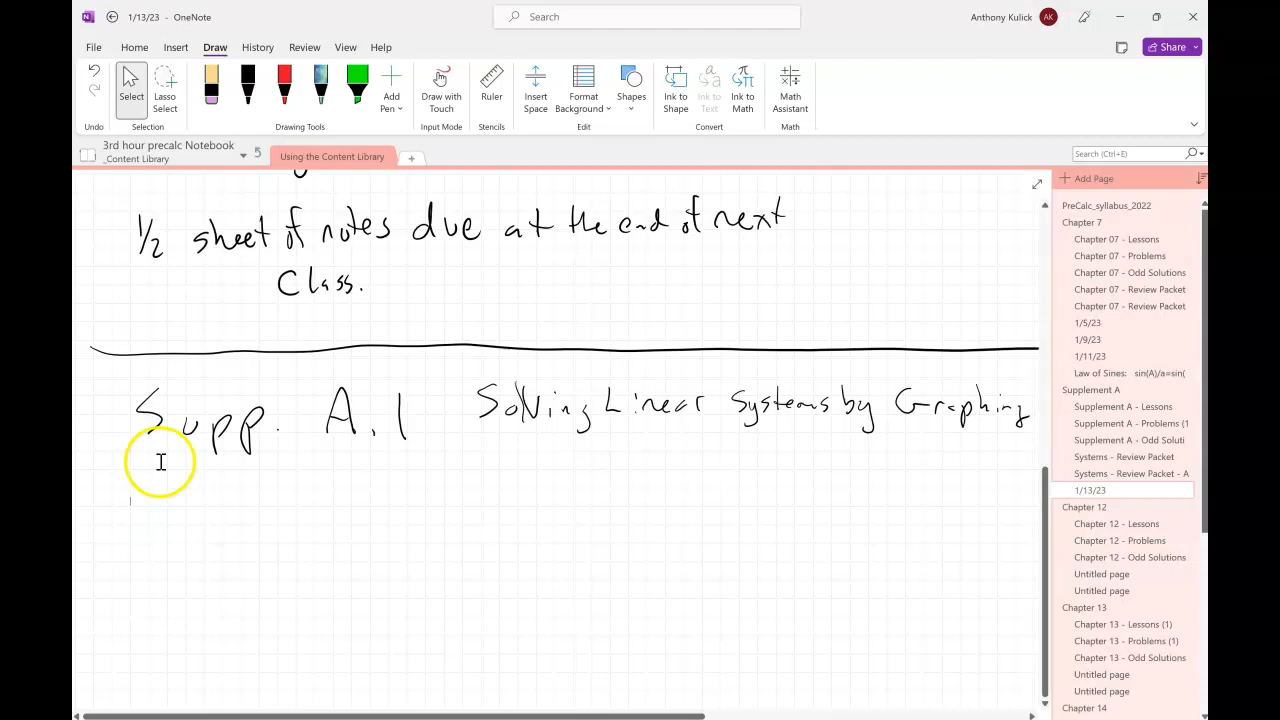 1/13/23 - OneNote
Search
Anthony Kulick
AK
File Home Insert Draw History Review View Help
Share
Undo
Select
Lasso Select
Add Pen
Draw with Touch
Ruler
Insert Space
Format Background
Shapes
Ink to Shape
Ink to Text
Ink to Math
Math Assistant
Selection
Drawing Tools
Input Mode
Stencils
Edit
Convert
Math
3rd hour precalc Notebook
_Content Library
Using the Content Library
Search (Ctrl+E)
1/2 sheet of notes due at the end of next
Class.
Supp. A.1 Solving Linear Systems by Graphing
Add Page
PreCalc_syllabus_2022
Chapter 7
Chapter 07 - Lessons
Chapter 07 - Problems
Chapter 07 - Odd Solutions
Chapter 07 - Review Packet
Chapter 07 - Review Packet
1/5/23
1/9/23
1/11/23
Law of Sines: sin(A)/a=sin(
Supplement A
Supplement A - Lessons
Supplement A - Problems (1
Supplement A - Odd Soluti
Systems - Review Packet
Systems - Review Packet - A
1/13/23
Chapter 12
Chapter 12 - Lessons
Chapter 12 - Problems
Chapter 12 - Odd Solutions
Untitled page
Untitled page
Chapter 13
Chapter 13 - Lessons (1)
Chapter 13 - Problems (1)
Chapter 13 - Odd Solutions
Untitled page
Untitled page
Chapter 14